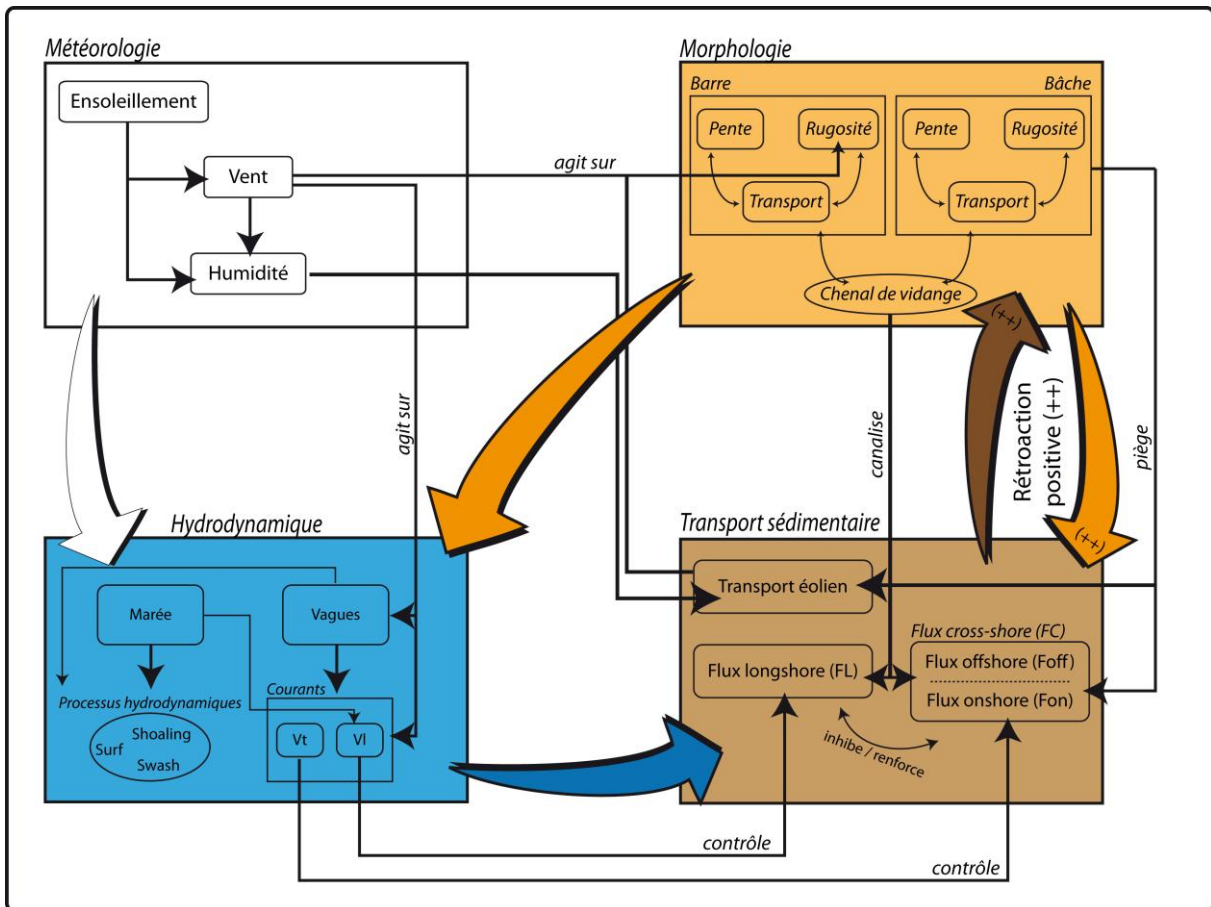 Météorologie
Ensoleillement
Vent
Humidité
agit sur
agit sur
Morphologie
Barre
Bâche
Pente
Rugosité
Pente
Rugosité
Transport
Transport
Chenal de vidange
canalise
(++)
Rétroaction
positive (++)
(++)
piège
Hydrodynamique
Marée
Vagues
Processus hydrodynamiques
Shoaling
Surf
Swash
Courants
Vt
Vl
Transport sédimentaire
Transport éolien
Flux longshore (FL)
Flux cross-shore (FC)
Flux offshore (Foff)
Flux onshore (Fon)
inhibe / renforce
contrôle
contrôle